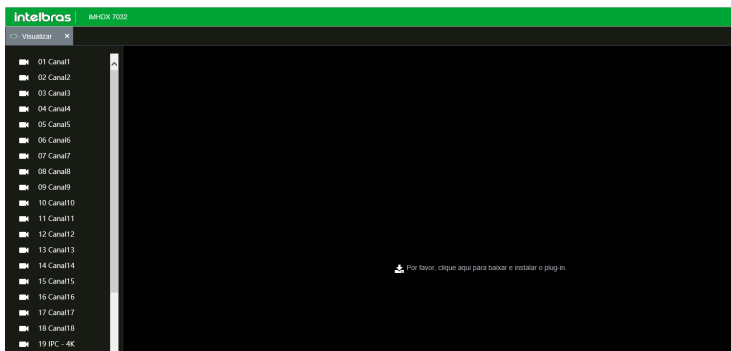 intelbras iMHDX 7032
Visualizar ×
01 Canal1
02 Canal2
03 Canal3
04 Canal4
05 Canal5
06 Canal6
07 Canal7
08 Canal8
09 Canal9
10 Canal10
11 Canal11
12 Canal12
13 Canal13
14 Canal14
Por favor, clique aqui para baixar e instalar o plug-in.
15 Canal15
16 Canal16
17 Canal17
18 Canal18
19 IPC - 4K